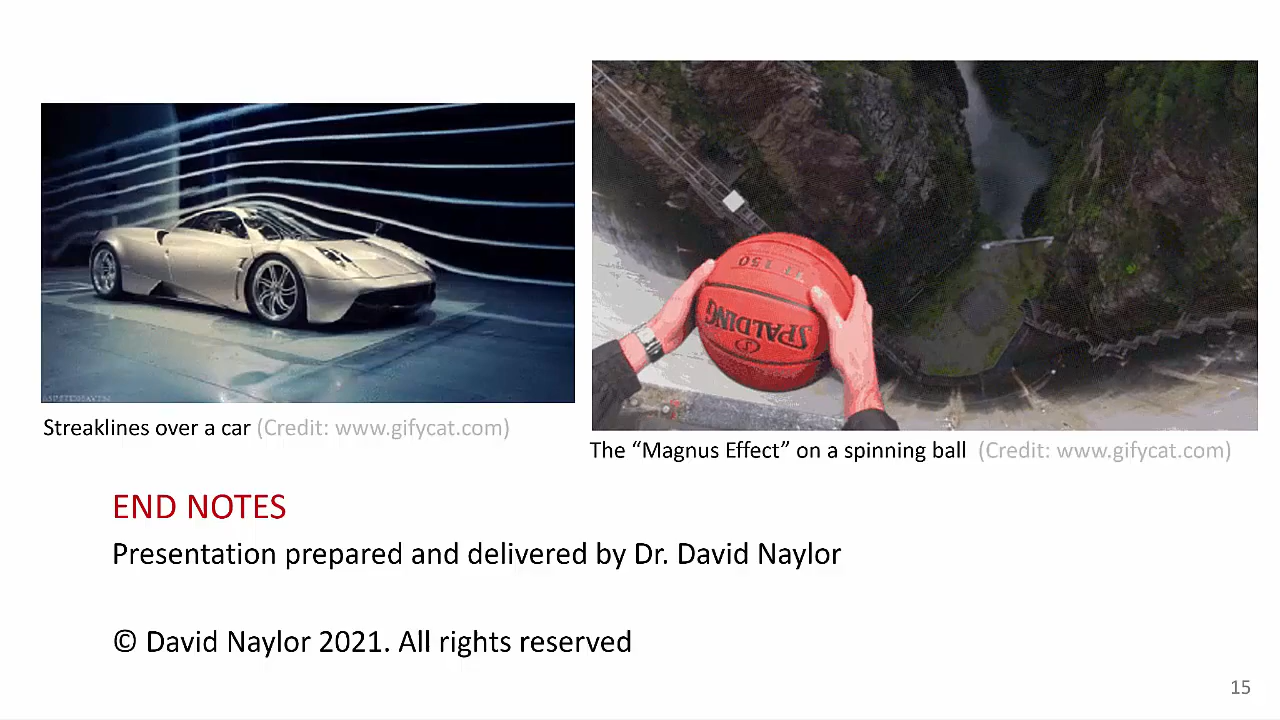 Streaklines over a car (Credit: www.gifycat.com)
SPALDING
The “Magnus Effect” on a spinning ball (Credit: www.gifycat.com)
END NOTES
Presentation prepared and delivered by Dr. David Naylor
© David Naylor 2021. All rights reserved
15